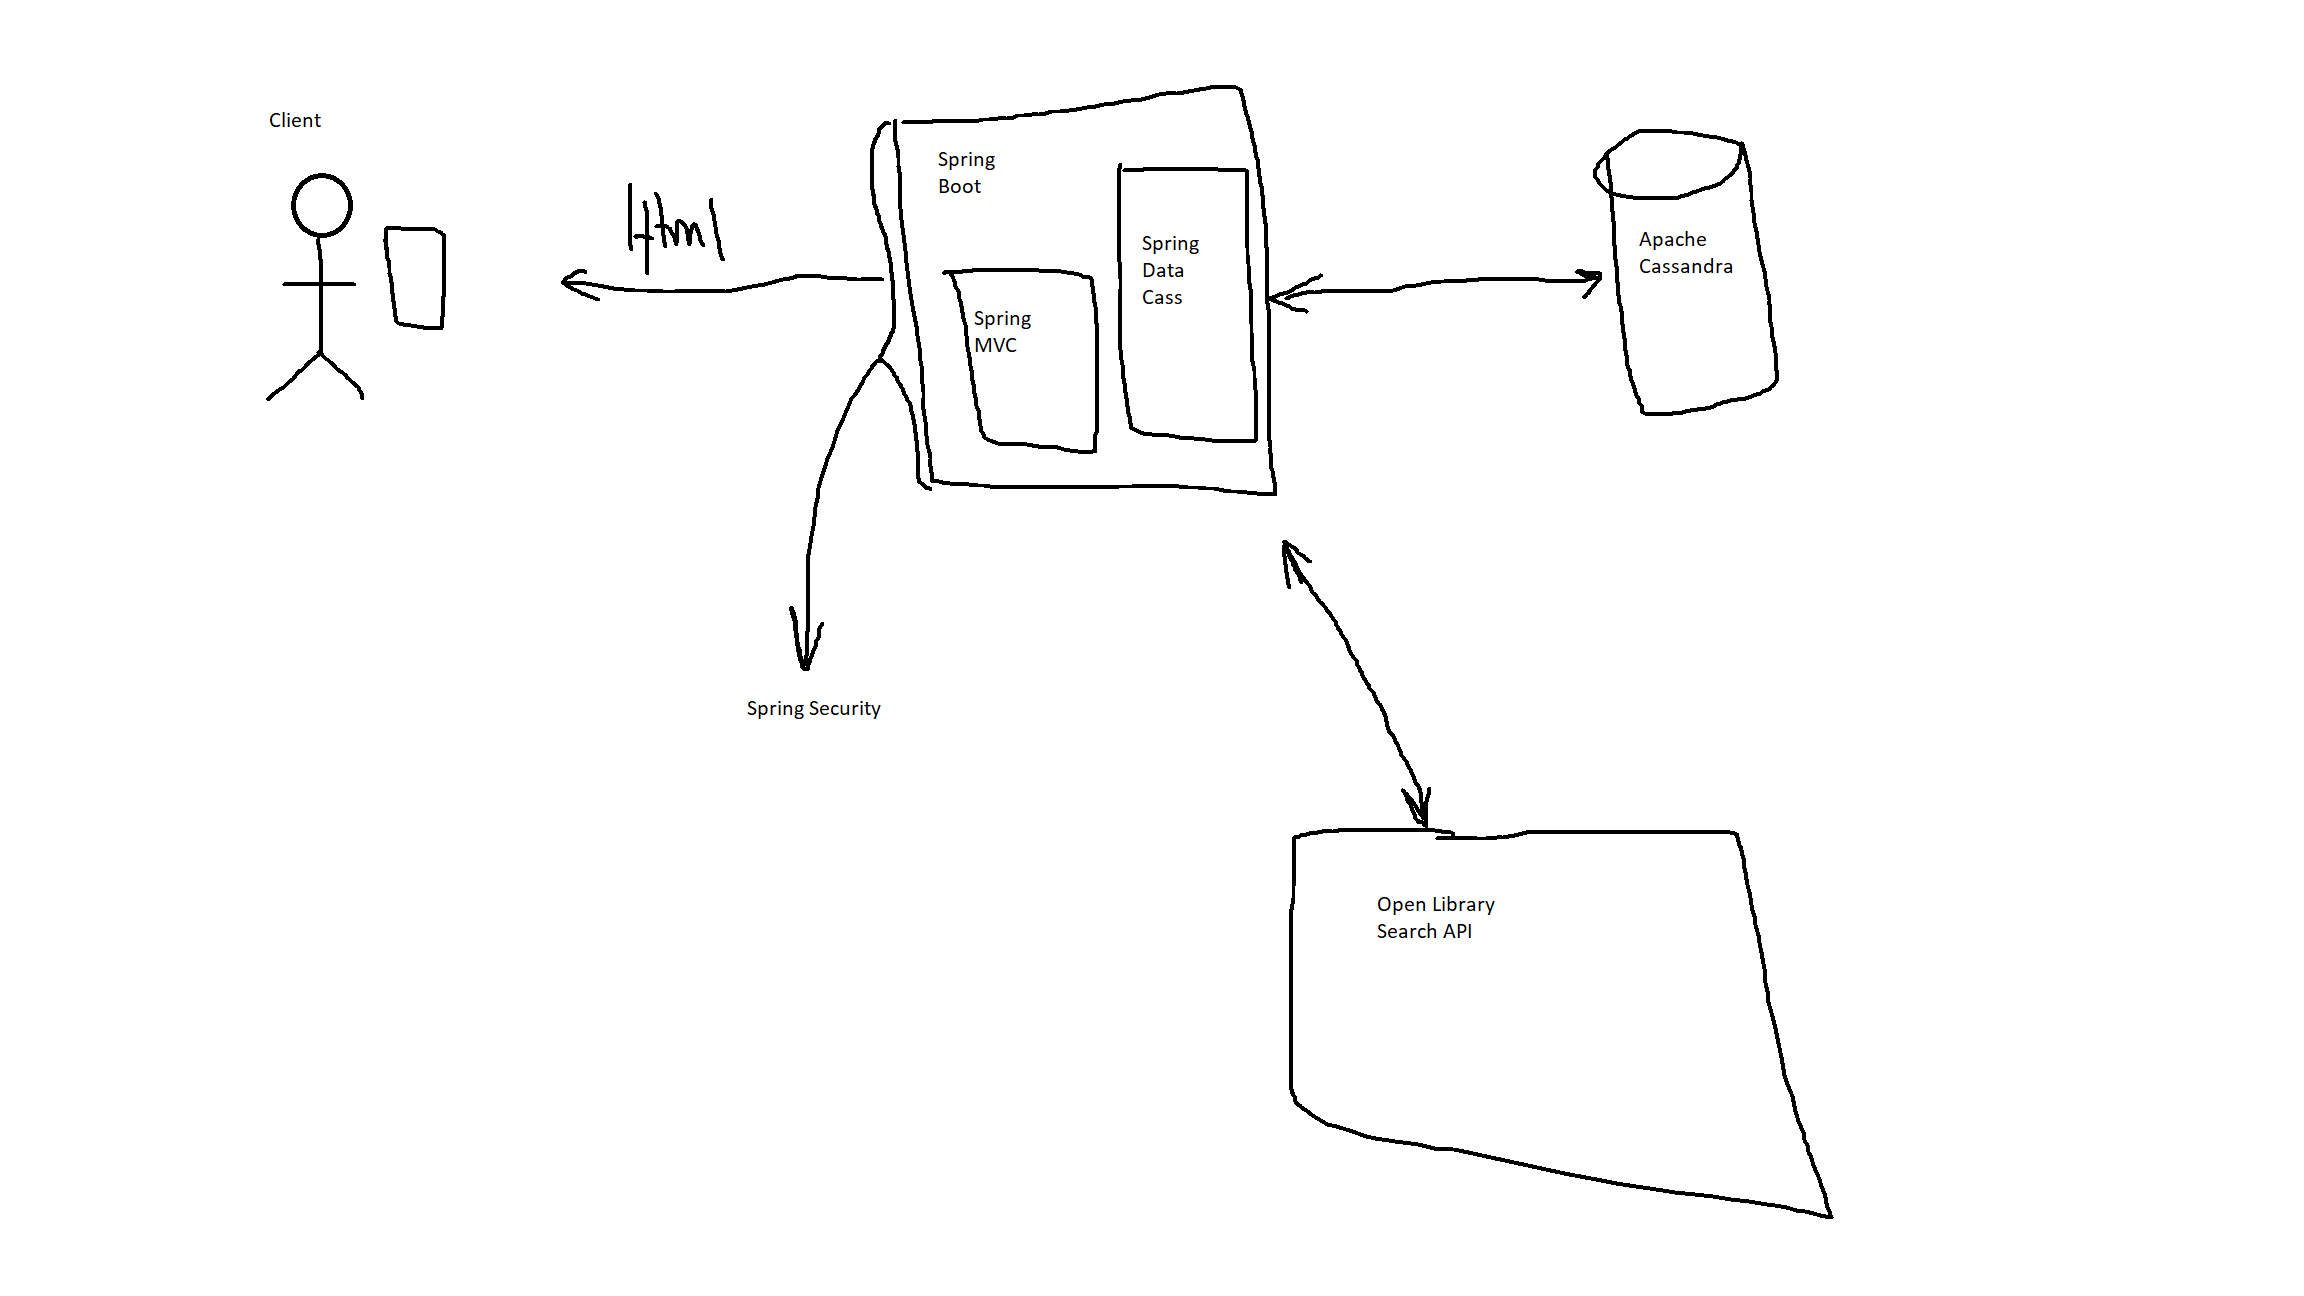 Client
Html
Spring
Boot
Spring
MVC
Spring
Data
Cass
Apache
Cassandra
Spring Security
Open Library
Search API